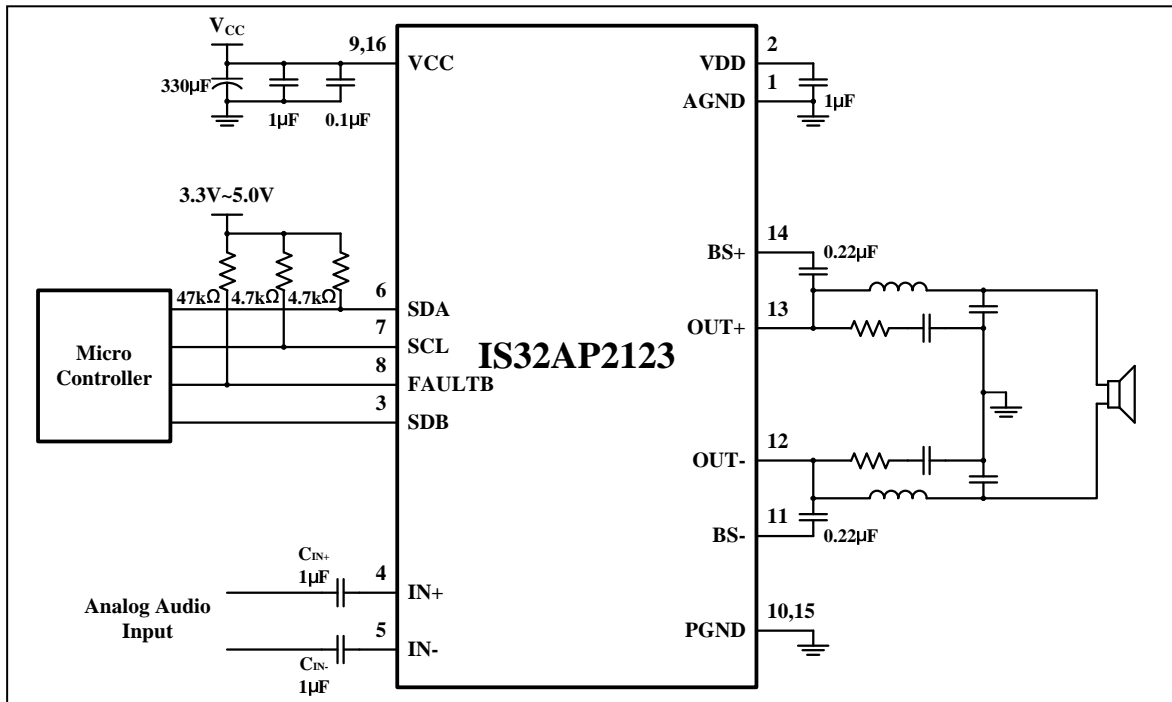 VCC
9,16
VCC
330μF
1μF
0.1μF
2
VDD
1
AGND
1μF
3.3V~5.0V
47kΩ
4.7kΩ
4.7kΩ
6
SDA
7
SCL
8
FAULTB
3
SDB
Micro
Controller
IS32AP2123
14
BS+
0.22μF
13
OUT+
12
OUT-
11
BS-
0.22μF
CIN+
1μF
4
IN+
Analog Audio
Input
5
IN-
CIN-
1μF
10,15
PGND